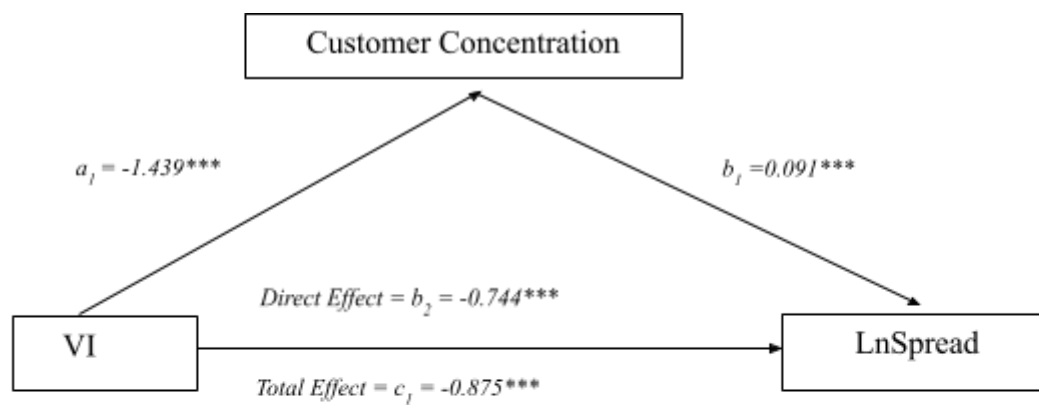 Customer Concentration
a1 = -1.439***
b1 =0.091***
Direct Effect = b2 = -0.744***
VI
LnSpread
Total Effect = c1 = -0.875***